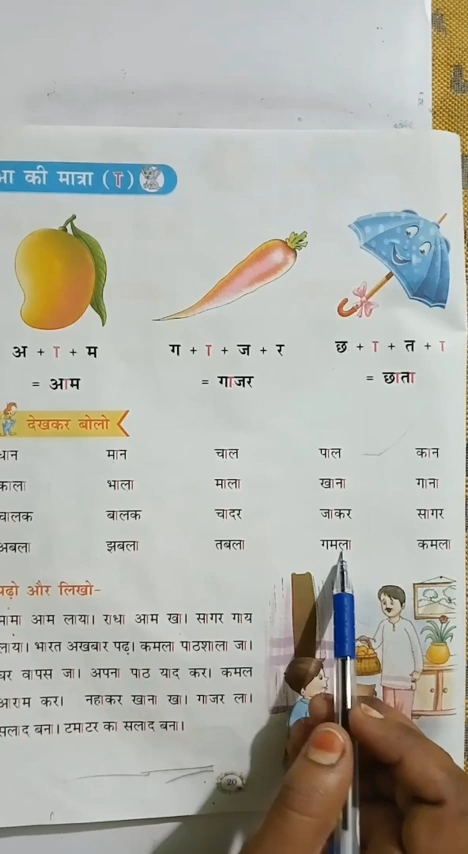 की मात्रा (ा)
अ + ा + म
= आम
ग + ा + ज + र
= गाजर
छ + ा + त + ा
= छाता
देखकर बोलो
धान मान चाल पाल कान
काला भाला माला खाना गाना
चालक बालक चादर जाकर सागर
अबला झबला तबला गमला कमला
पढ़ो और लिखो-
मामा आम लाया। राधा आम खा। सागर गाय
लाया। भारत अखबार पढ़। कमला पाठशाला जा।
घर वापस जा। अपना पाठ याद कर। कमल
आराम कर। नहाकर खाना खा। गाजर ला।
सलाद बना। टमाटर का सलाद बना।
20